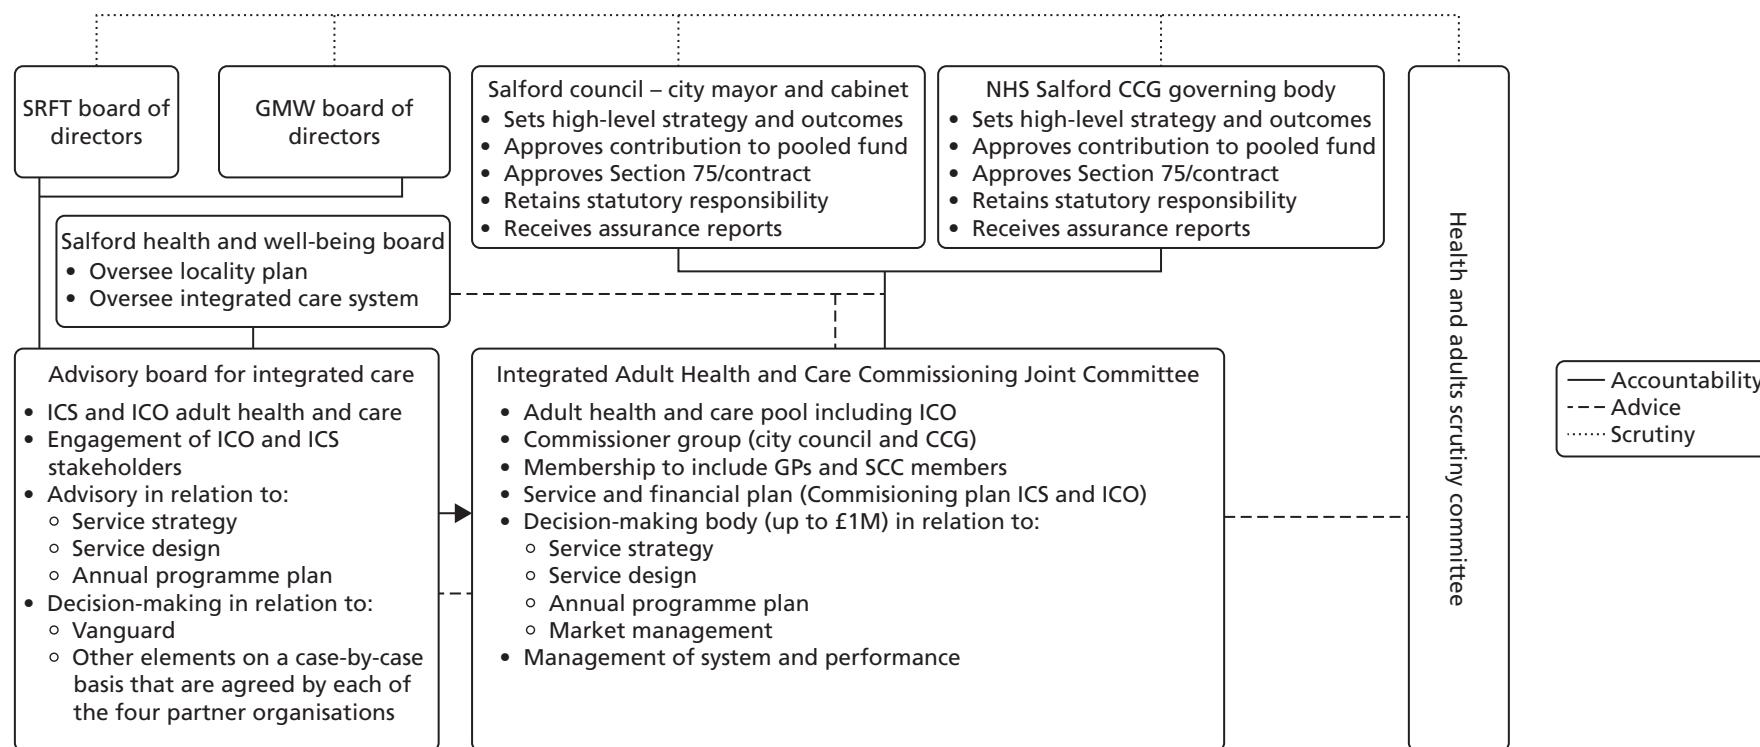 SRFT board of
directors
GMW board of
directors
Salford council – city mayor and cabinet
• Sets high-level strategy and outcomes
• Approves contribution to pooled fund
• Approves Section 75/contract
• Retains statutory responsibility
• Receives assurance reports
NHS Salford CCG governing body
• Sets high-level strategy and outcomes
• Approves contribution to pooled fund
• Approves Section 75/contract
• Retains statutory responsibility
• Receives assurance reports
Salford health and well-being board
• Oversee locality plan
• Oversee integrated care system
Advisory board for integrated care
• ICS and ICO adult health and care
• Engagement of ICO and ICS
stakeholders
• Advisory in relation to:
○ Service strategy
○ Service design
○ Annual programme plan
• Decision-making in relation to:
○ Vanguard
○ Other elements on a case-by-case
basis that are agreed by each of
the four partner organisations
Integrated Adult Health and Care Commissioning Joint Committee
• Adult health and care pool including ICO
• Commissioner group (city council and CCG)
• Membership to include GPs and SCC members
• Service and financial plan (Commisioning plan ICS and ICO)
• Decision-making body (up to £1M) in relation to:
○ Service strategy
○ Service design
○ Annual programme plan
○ Market management
• Management of system and performance
Health and adults scrutiny committee
Accountability
Advice
Scrutiny